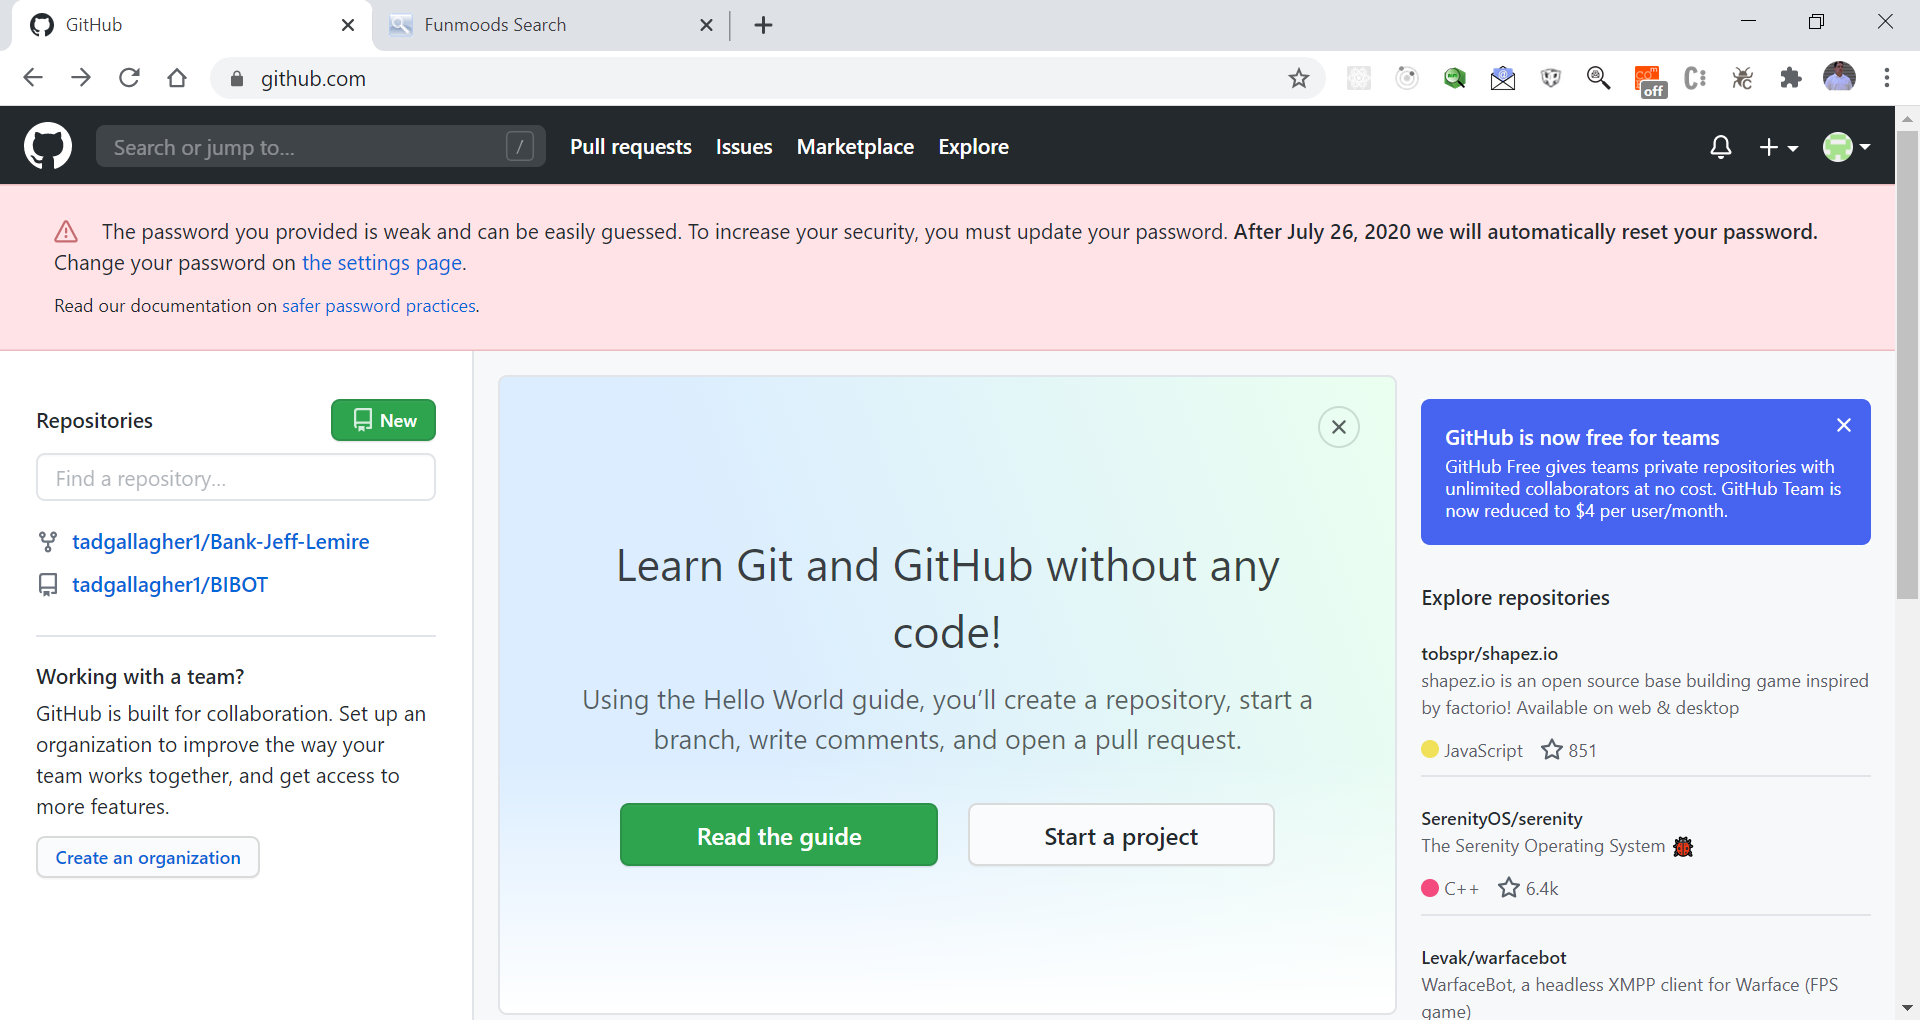 GitHub
Funmoods Search
github.com
off
Search or jump to...
/
Pull requests
Issues
Marketplace
Explore
The password you provided is weak and can be easily guessed. To increase your security, you must update your password. After July 26, 2020 we will automatically reset your password.
Change your password on the settings page.
Read our documentation on safer password practices.
Repositories
New
Find a repository...
tadgallagher1/Bank-Jeff-Lemire
tadgallagher1/BIBOT
Working with a team?
GitHub is built for collaboration. Set up an
organization to improve the way your
team works together, and get access to
more features.
Create an organization
Learn Git and GitHub without any
code!
Using the Hello World guide, you’ll create a repository, start a
branch, write comments, and open a pull request.
Read the guide
Start a project
GitHub is now free for teams
GitHub Free gives teams private repositories with
unlimited collaborators at no cost. GitHub Team is
now reduced to $4 per user/month.
Explore repositories
tobspr/shapez.io
shapez.io is an open source base building game inspired
by factorio! Available on web & desktop
JavaScript 851
SerenityOS/serenity
The Serenity Operating System 🐞
C++ 6.4k
Levak/warfacebot
WarfaceBot, a headless XMPP client for Warface (FPS
game)